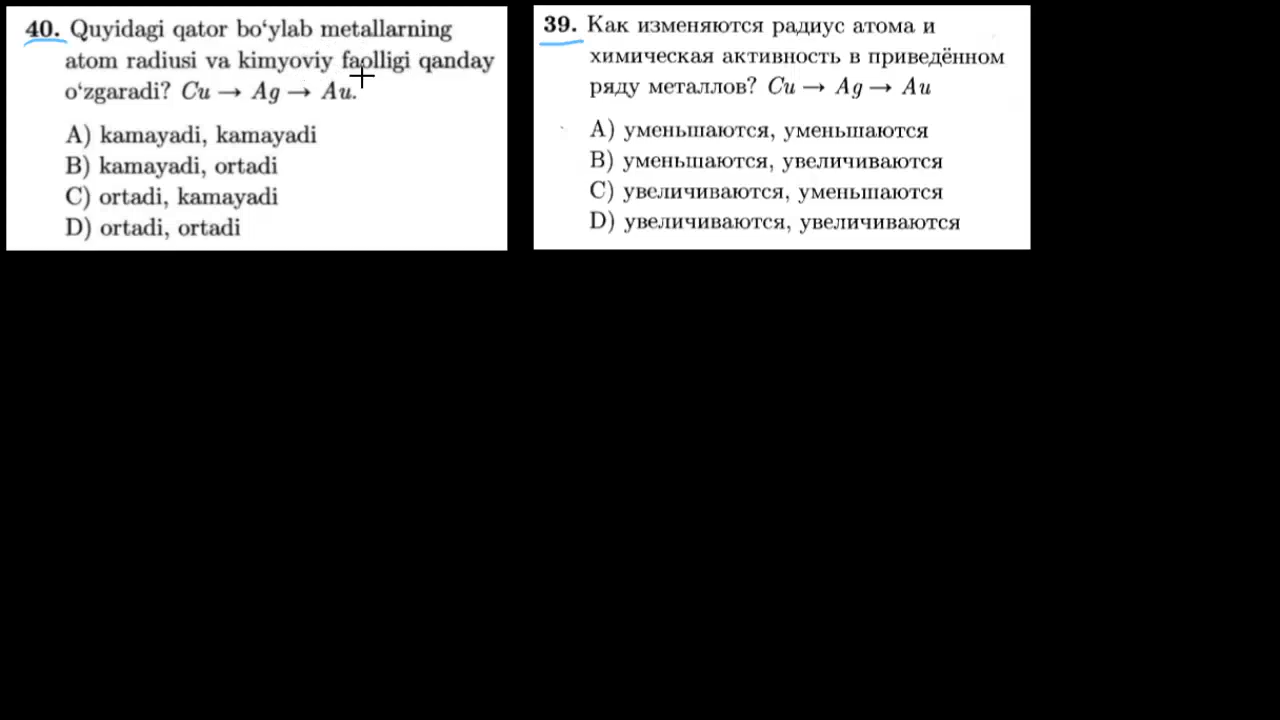 40. Quyidagi qator bo‘ylab metallarning
atom radiusi va kimyoviy faolligi qanday
o‘zgaradi? Cu → Ag → Au.
A) kamayadi, kamayadi
B) kamayadi, ortadi
C) ortadi, kamayadi
D) ortadi, ortadi
39. Как изменяются радиус атома и
химическая активность в приведённом
ряду металлов? Cu → Ag → Au
A) уменьшаются, уменьшаются
B) уменьшаются, увеличиваются
C) увеличиваются, уменьшаются
D) увеличиваются, увеличиваются